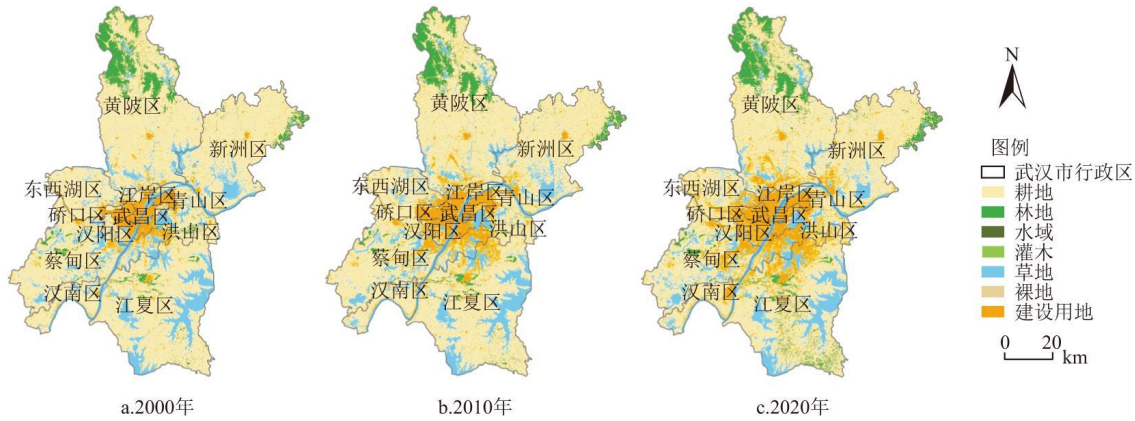 黄陂区
新洲区
东西湖区
江岸区
青山区
硚口区
武昌区
汉阳区
洪山区
蔡甸区
汉南区
江夏区
a.2000年
黄陂区
新洲区
东西湖区
江岸区
青山区
硚口区
武昌区
汉阳区
洪山区
蔡甸区
汉南区
江夏区
b.2010年
黄陂区
新洲区
东西湖区
江岸区
青山区
硚口区
武昌区
汉阳区
洪山区
蔡甸区
汉南区
江夏区
c.2020年
N
图例
武汉市行政区
耕地
林地
水域
灌木
草地
裸地
建设用地
0 20
km